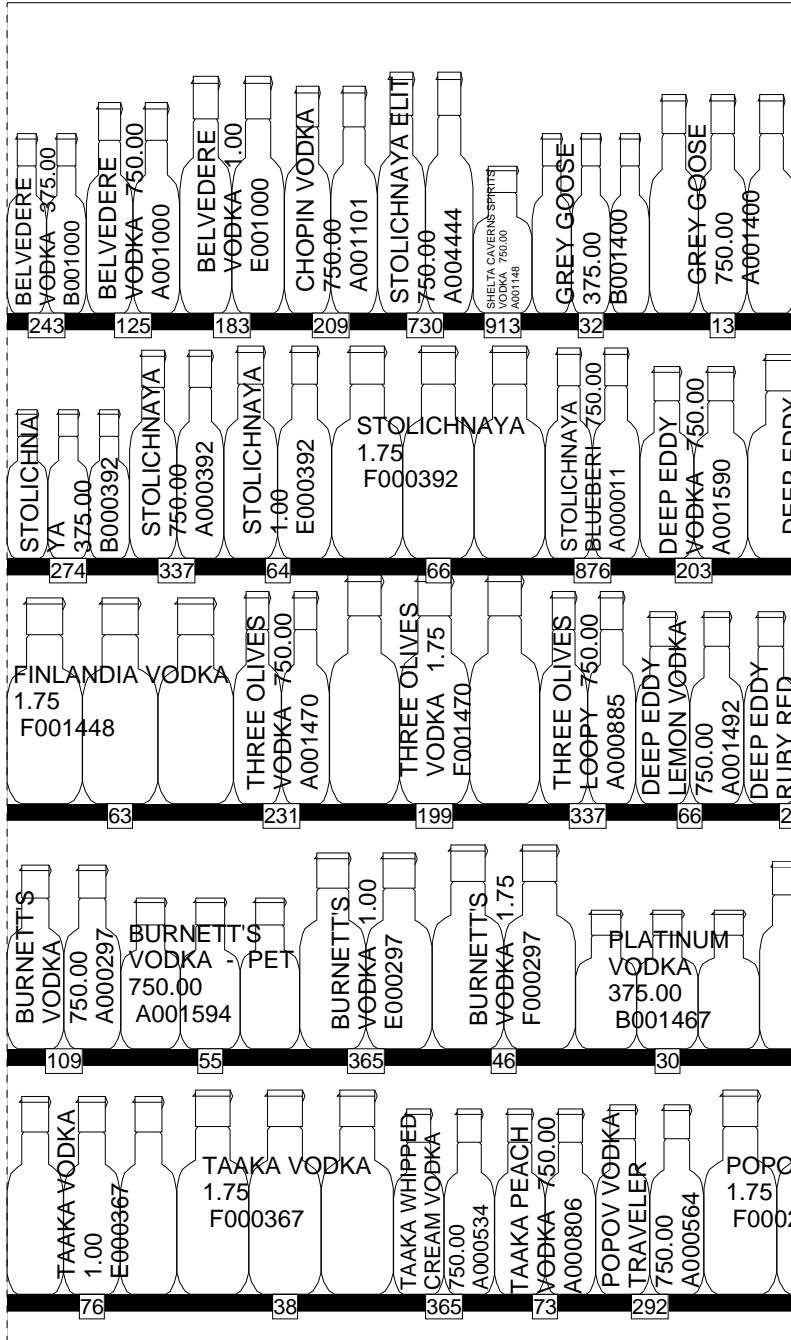 BELVEDERE
VODKA 375.00
B001000
BELVEDERE
VODKA 750.00
A001000
BELVEDERE
VODKA 1.00
E001000
CHOPIN VODKA
750.00
A001101
STOLICHNAYA ELIT
750.00
A004444
SHELTA CAVERNS SPIRITS
VODKA 750.00
A001148
GREY GOOSE
375.00
B001400
GREY GOOSE
750.00
A001400
243
125
183
209
730
913
32
13
STOLICHNA
YA
375.00
B000392
STOLICHNAYA
750.00
A000392
STOLICHNAYA
1.00
E000392
STOLICHNAYA
1.75
F000392
STOLICHNAYA
BLUEBERI 750.00
A000011
DEEP EDDY
VODKA 750.00
A001590
DEEP EDDY
274
337
64
66
876
203
FINLANDIA VODKA
1.75
F001448
THREE OLIVES
VODKA 750.00
A001470
THREE OLIVES
VODKA 1.75
F001470
THREE OLIVES
LOOPY 750.00
A000885
DEEP EDDY
LEMON VODKA
750.00
A001492
DEEP EDDY
RUBY RED
63
231
199
337
66
2
BURNETT'S
VODKA
750.00
A000297
BURNETT'S
VODKA - PET
750.00
A001594
BURNETT'S
VODKA 1.00
E000297
BURNETT'S
VODKA 1.75
F000297
PLATINUM
VODKA
375.00
B001467
109
55
365
46
30
TAAKA VODKA
1.00
E000367
TAAKA VODKA
1.75
F000367
TAAKA WHIPPED
CREAM VODKA
750.00
A000534
TAAKA PEACH
VODKA 750.00
A000806
POPOV VODKA
TRAVELER
750.00
A000564
POPO
1.75
F0002
76
38
365
73
292